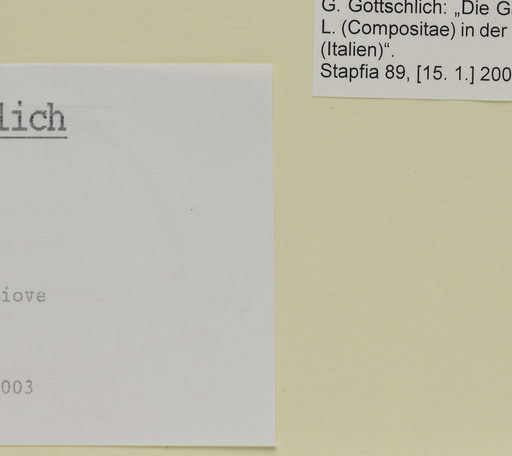 G. Gottschlich: „Die G
L. (Compositae) in der
(Italien)“.
Stapfia 89, [15. 1.] 200
lich
iove
003